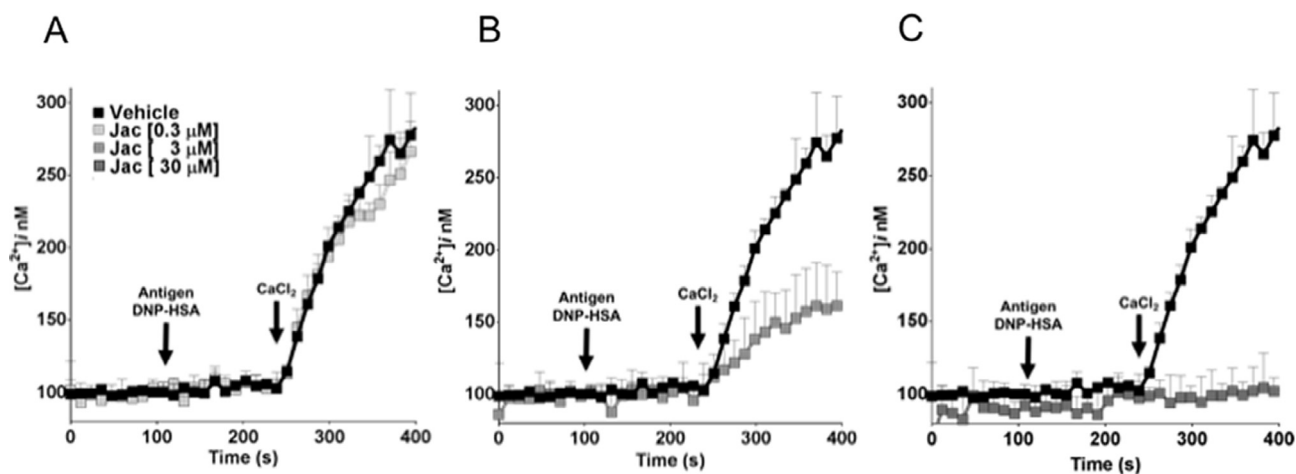 A
B
C
[Ca²⁺]i nM
300
250
200
150
100
0
100
200
300
400
Time (s)
Vehicle
Jac [0.3 μM]
Jac [ 3 μM]
Jac [ 30 μM]
Antigen
DNP-HSA
CaCl₂
[Ca²⁺]i nM
300
250
200
150
100
0
100
200
300
400
Time (s)
Antigen
DNP-HSA
CaCl₂
[Ca²⁺]i nM
300
250
200
150
100
0
100
200
300
400
Time (s)
Antigen
DNP-HSA
CaCl₂